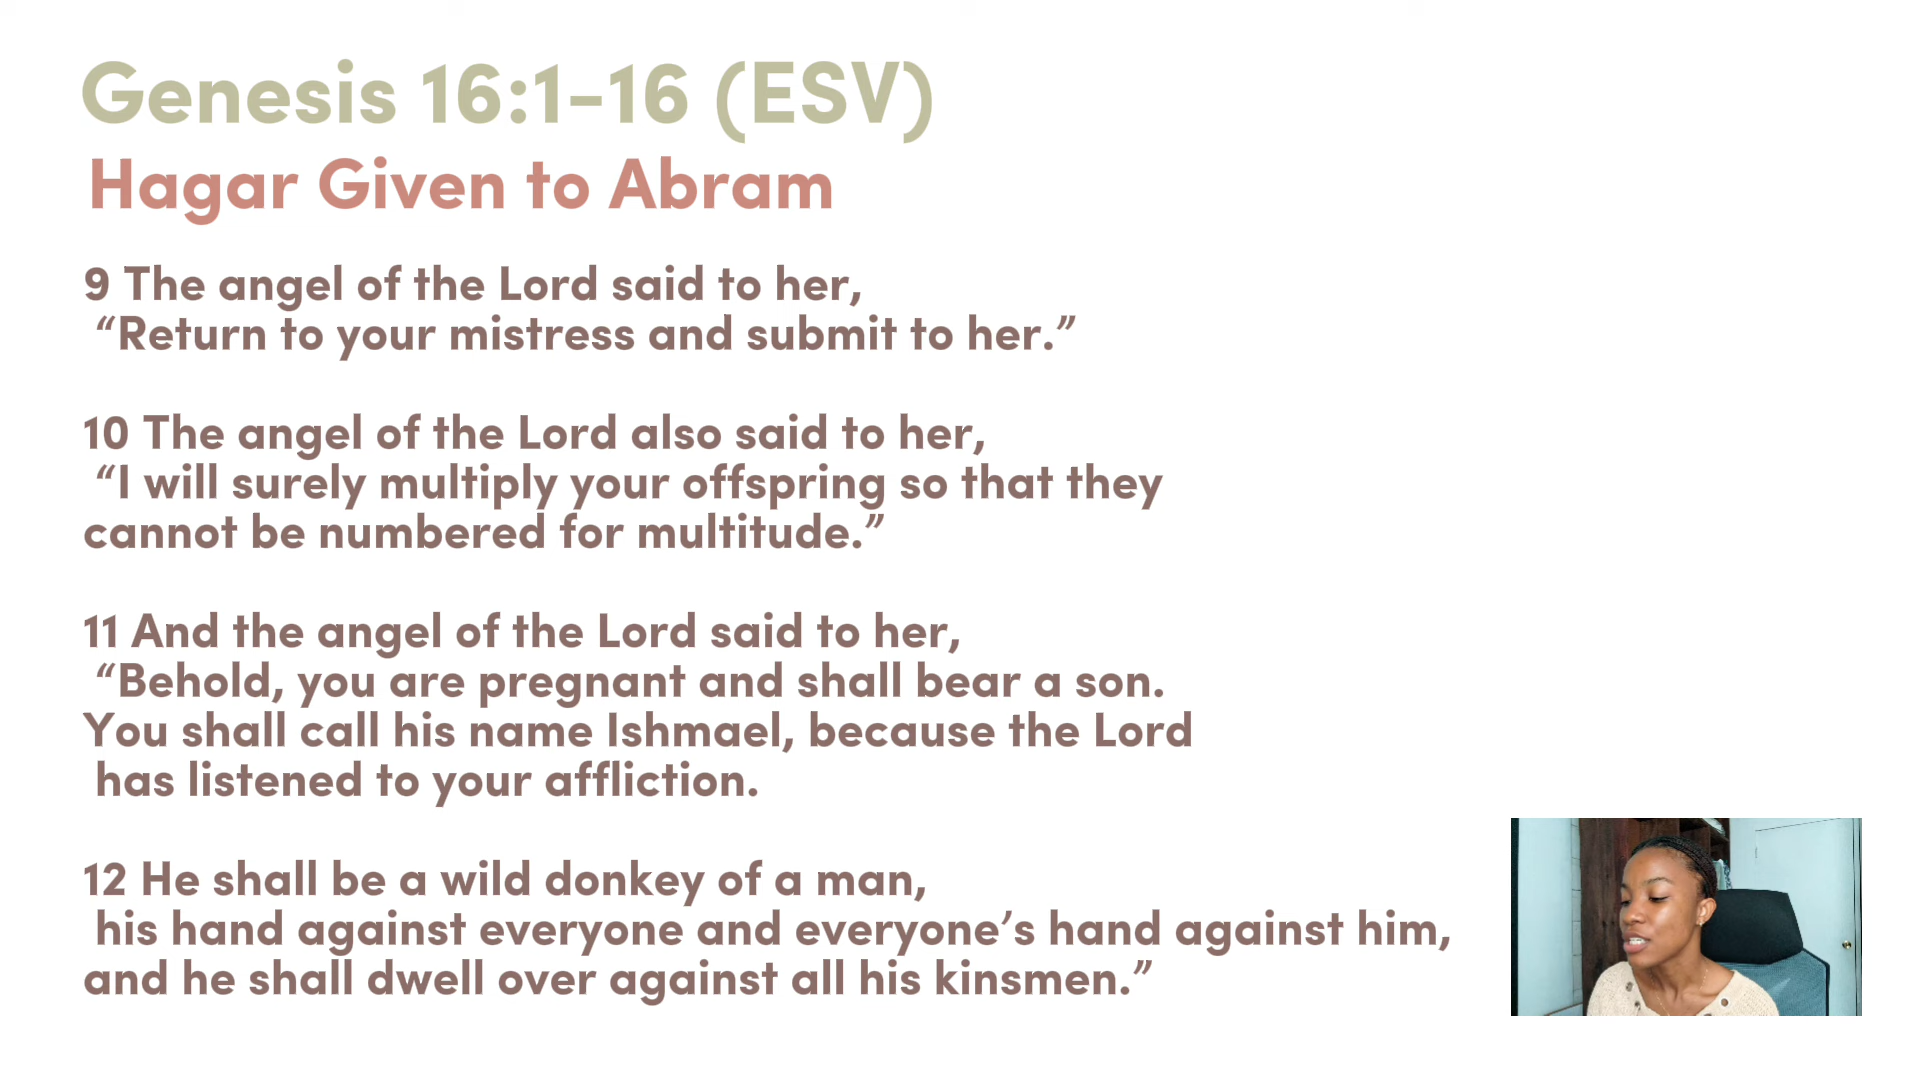 Genesis 16:1-16 (ESV)
Hagar Given to Abram
9 The angel of the Lord said to her,
“Return to your mistress and submit to her.”
10 The angel of the Lord also said to her,
“I will surely multiply your offspring so that they
cannot be numbered for multitude.”
11 And the angel of the Lord said to her,
“Behold, you are pregnant and shall bear a son.
You shall call his name Ishmael, because the Lord
has listened to your affliction.
12 He shall be a wild donkey of a man,
his hand against everyone and everyone’s hand against him,
and he shall dwell over against all his kinsmen.”